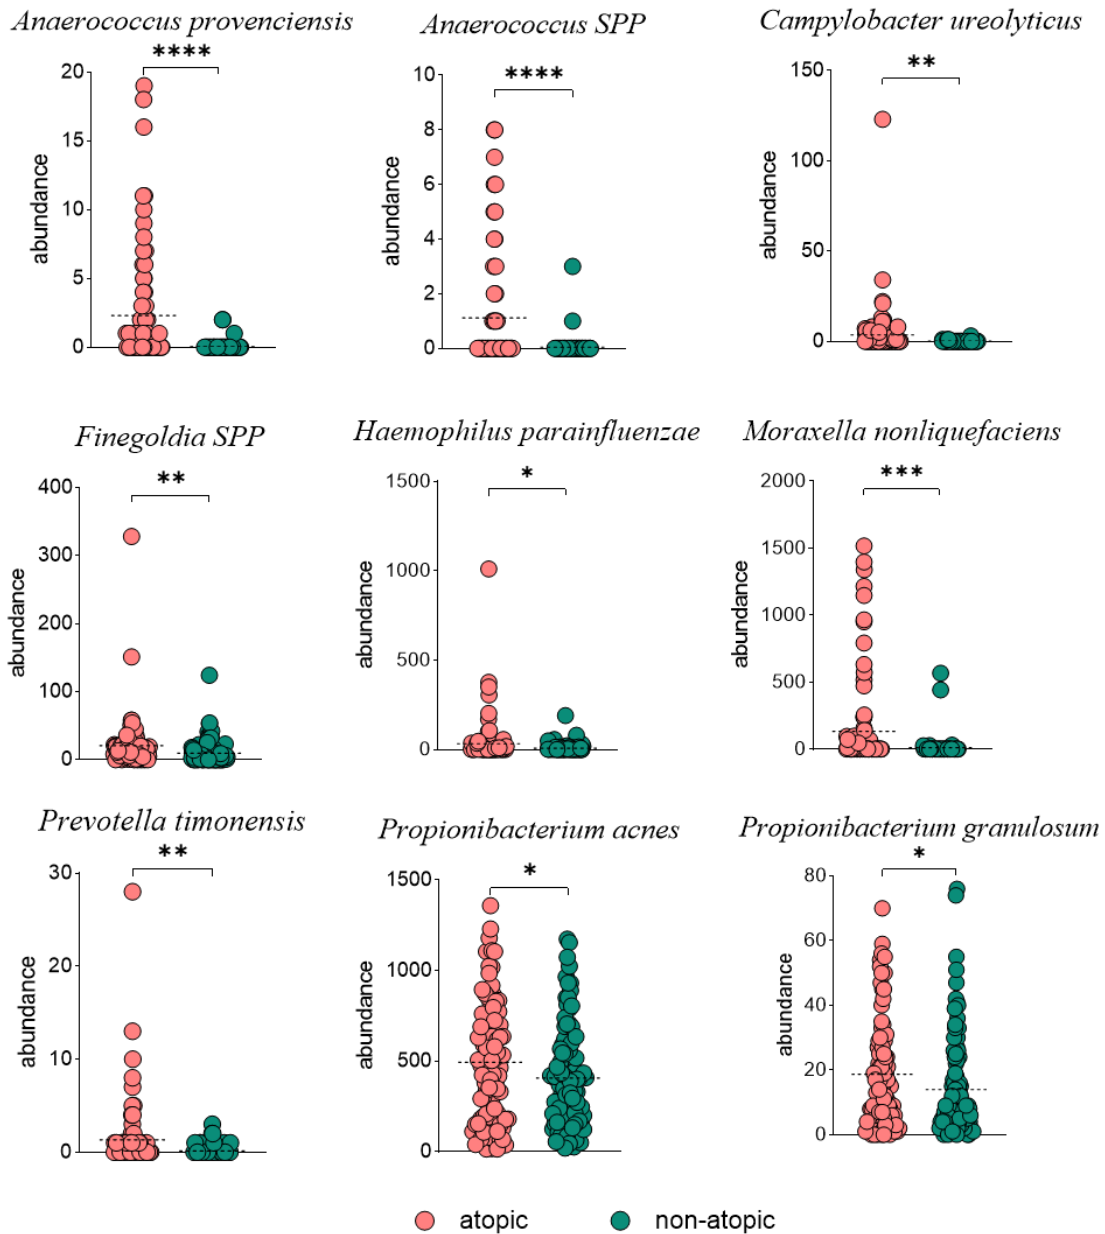 Anaerococcus provenciensis
****
20
15
10
5
0
abundance
Anaerococcus SPP
****
10
8
6
4
2
0
abundance
Campylobacter ureolyticus
**
150
100
50
0
abundance
Finegoldia SPP
**
400
300
200
100
0
abundance
Haemophilus parainfluenzae
*
1500
1000
500
0
abundance
Moraxella nonliquefaciens
***
2000
1500
1000
500
0
abundance
Prevotella timonensis
**
30
20
10
0
abundance
Propionibacterium acnes
*
1500
1000
500
0
abundance
Propionibacterium granulosum
*
80
60
40
20
0
abundance
atopic
non-atopic